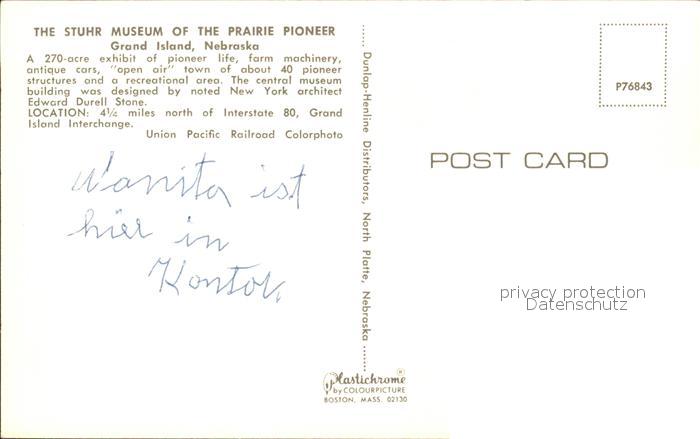 THE STUHR MUSEUM OF THE PRAIRIE PIONEER
Grand Island, Nebraska
A 270-acre exhibit of pioneer life, farm machinery,
antique cars, "open air" town of about 40 pioneer
structures and a recreational area. The central museum
building was designed by noted New York architect
Edward Durell Stone.
LOCATION: 4½ miles north of Interstate 80, Grand
Island Interchange.
Union Pacific Railroad Colorphoto
Wanita ist
hier in
Kontor.
Dunlap-Henline Distributors, North Platte, Nebraska
Plastichrome®
by COLOURPICTURE
BOSTON, MASS. 02130
P76843
POST CARD
privacy protection
Datenschutz